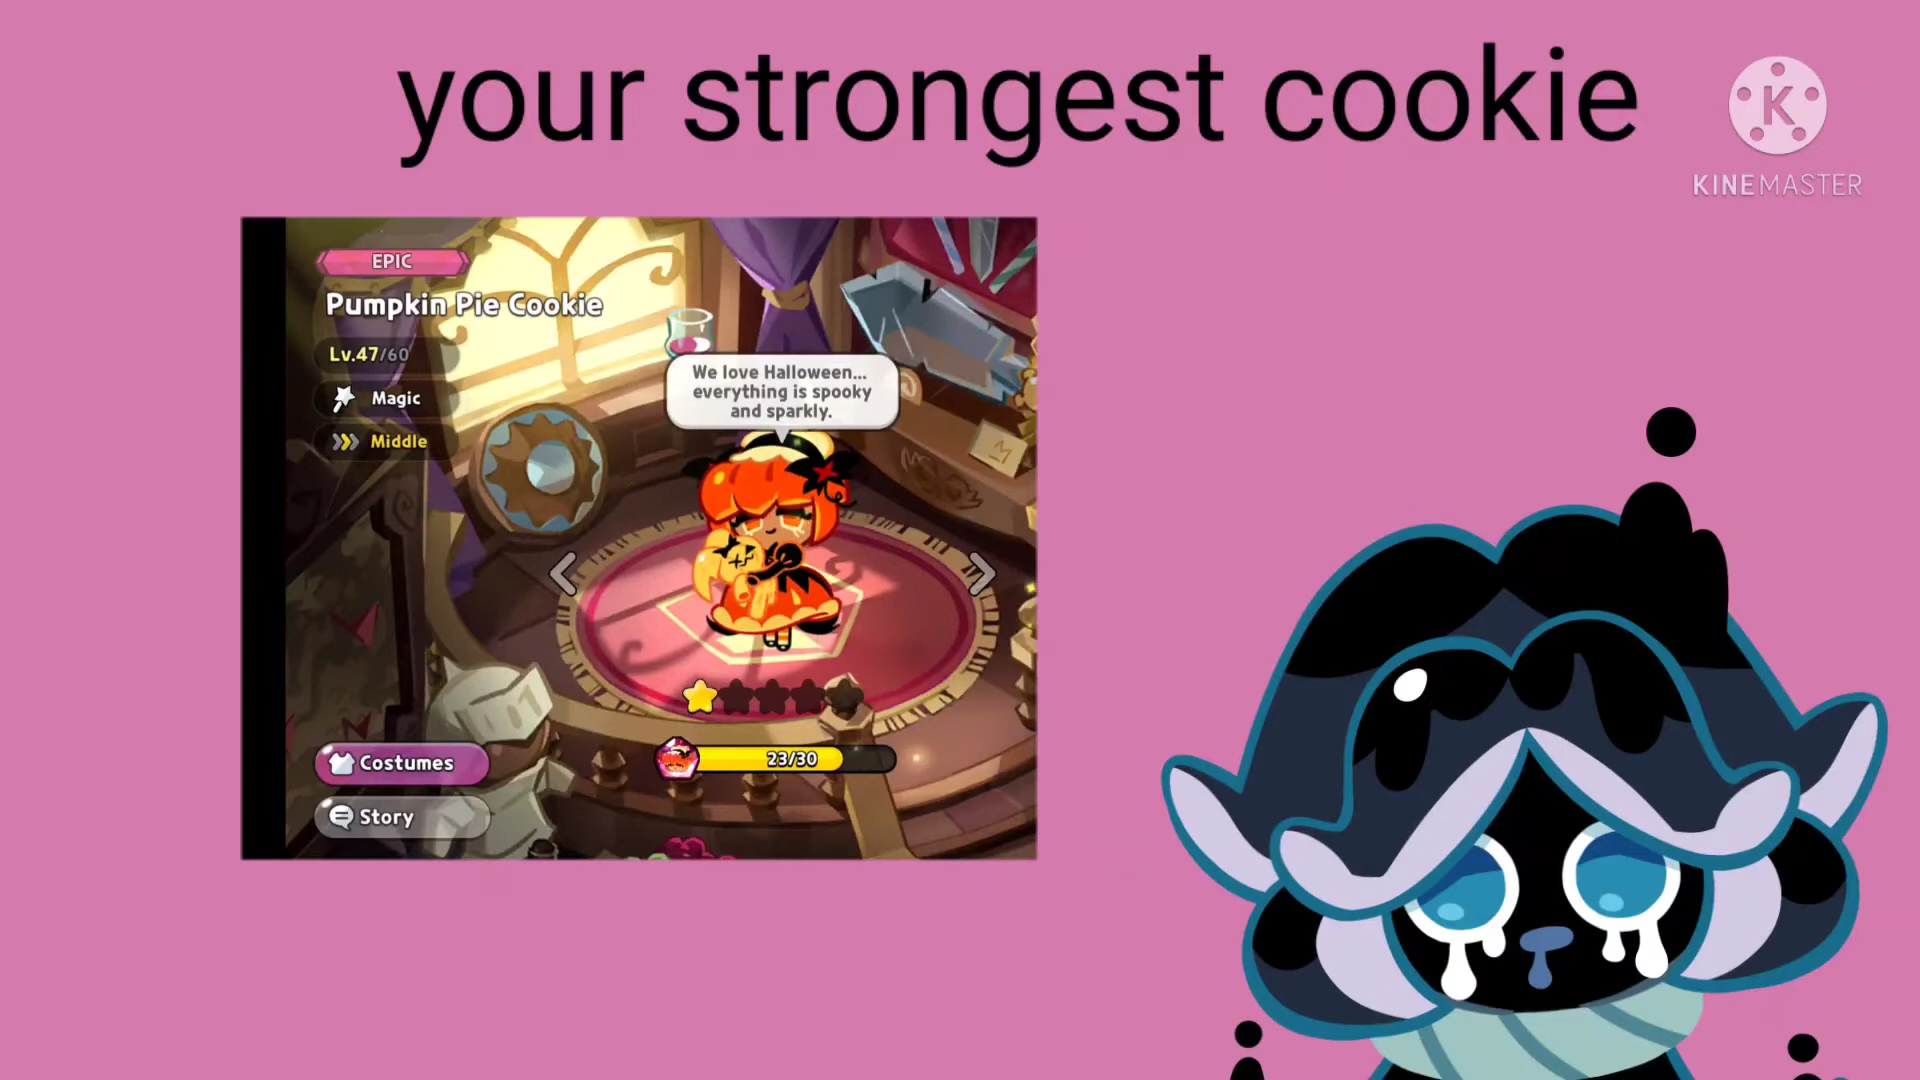 your strongest cookie
K
KINEMASTER
EPIC
Pumpkin Pie Cookie
Lv.47/60
Magic
Middle
We love Halloween...
everything is spooky
and sparkly.
23/30
Costumes
Story